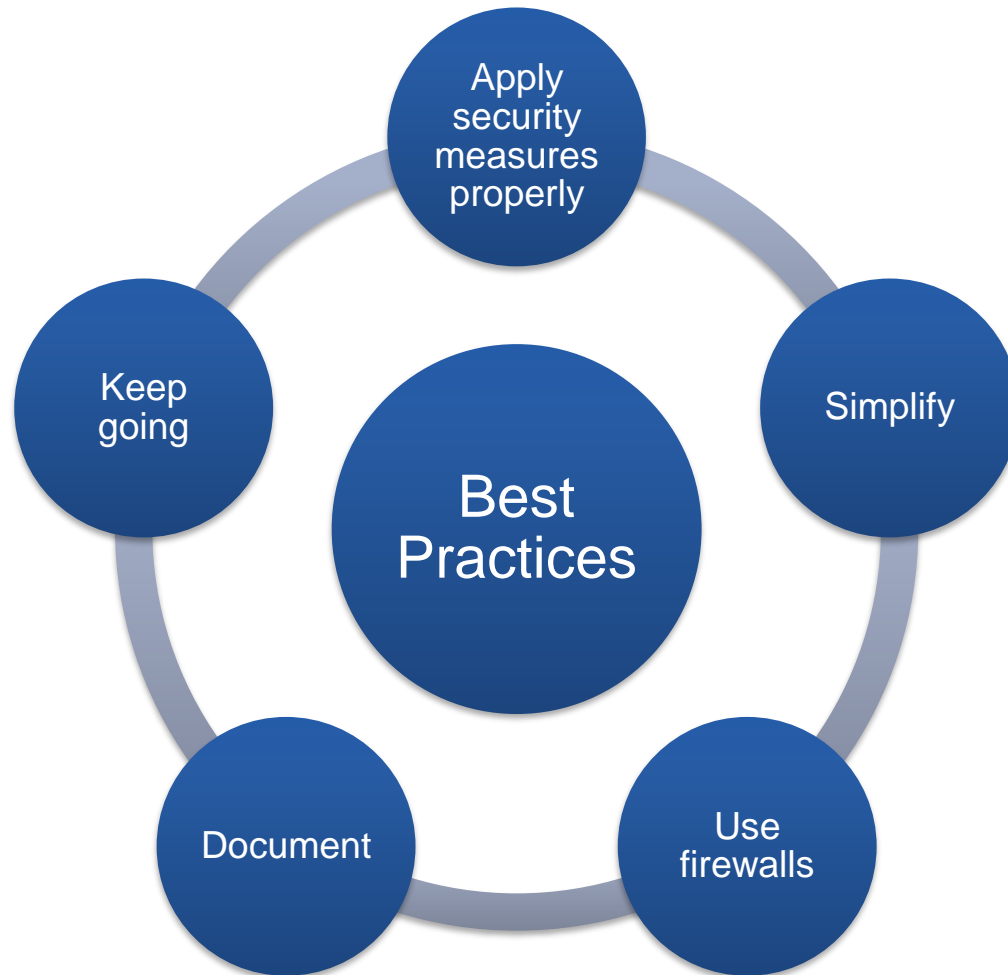 Apply
security
measures
properly
Simplify
Use
firewalls
Document
Keep
going
Best
Practices